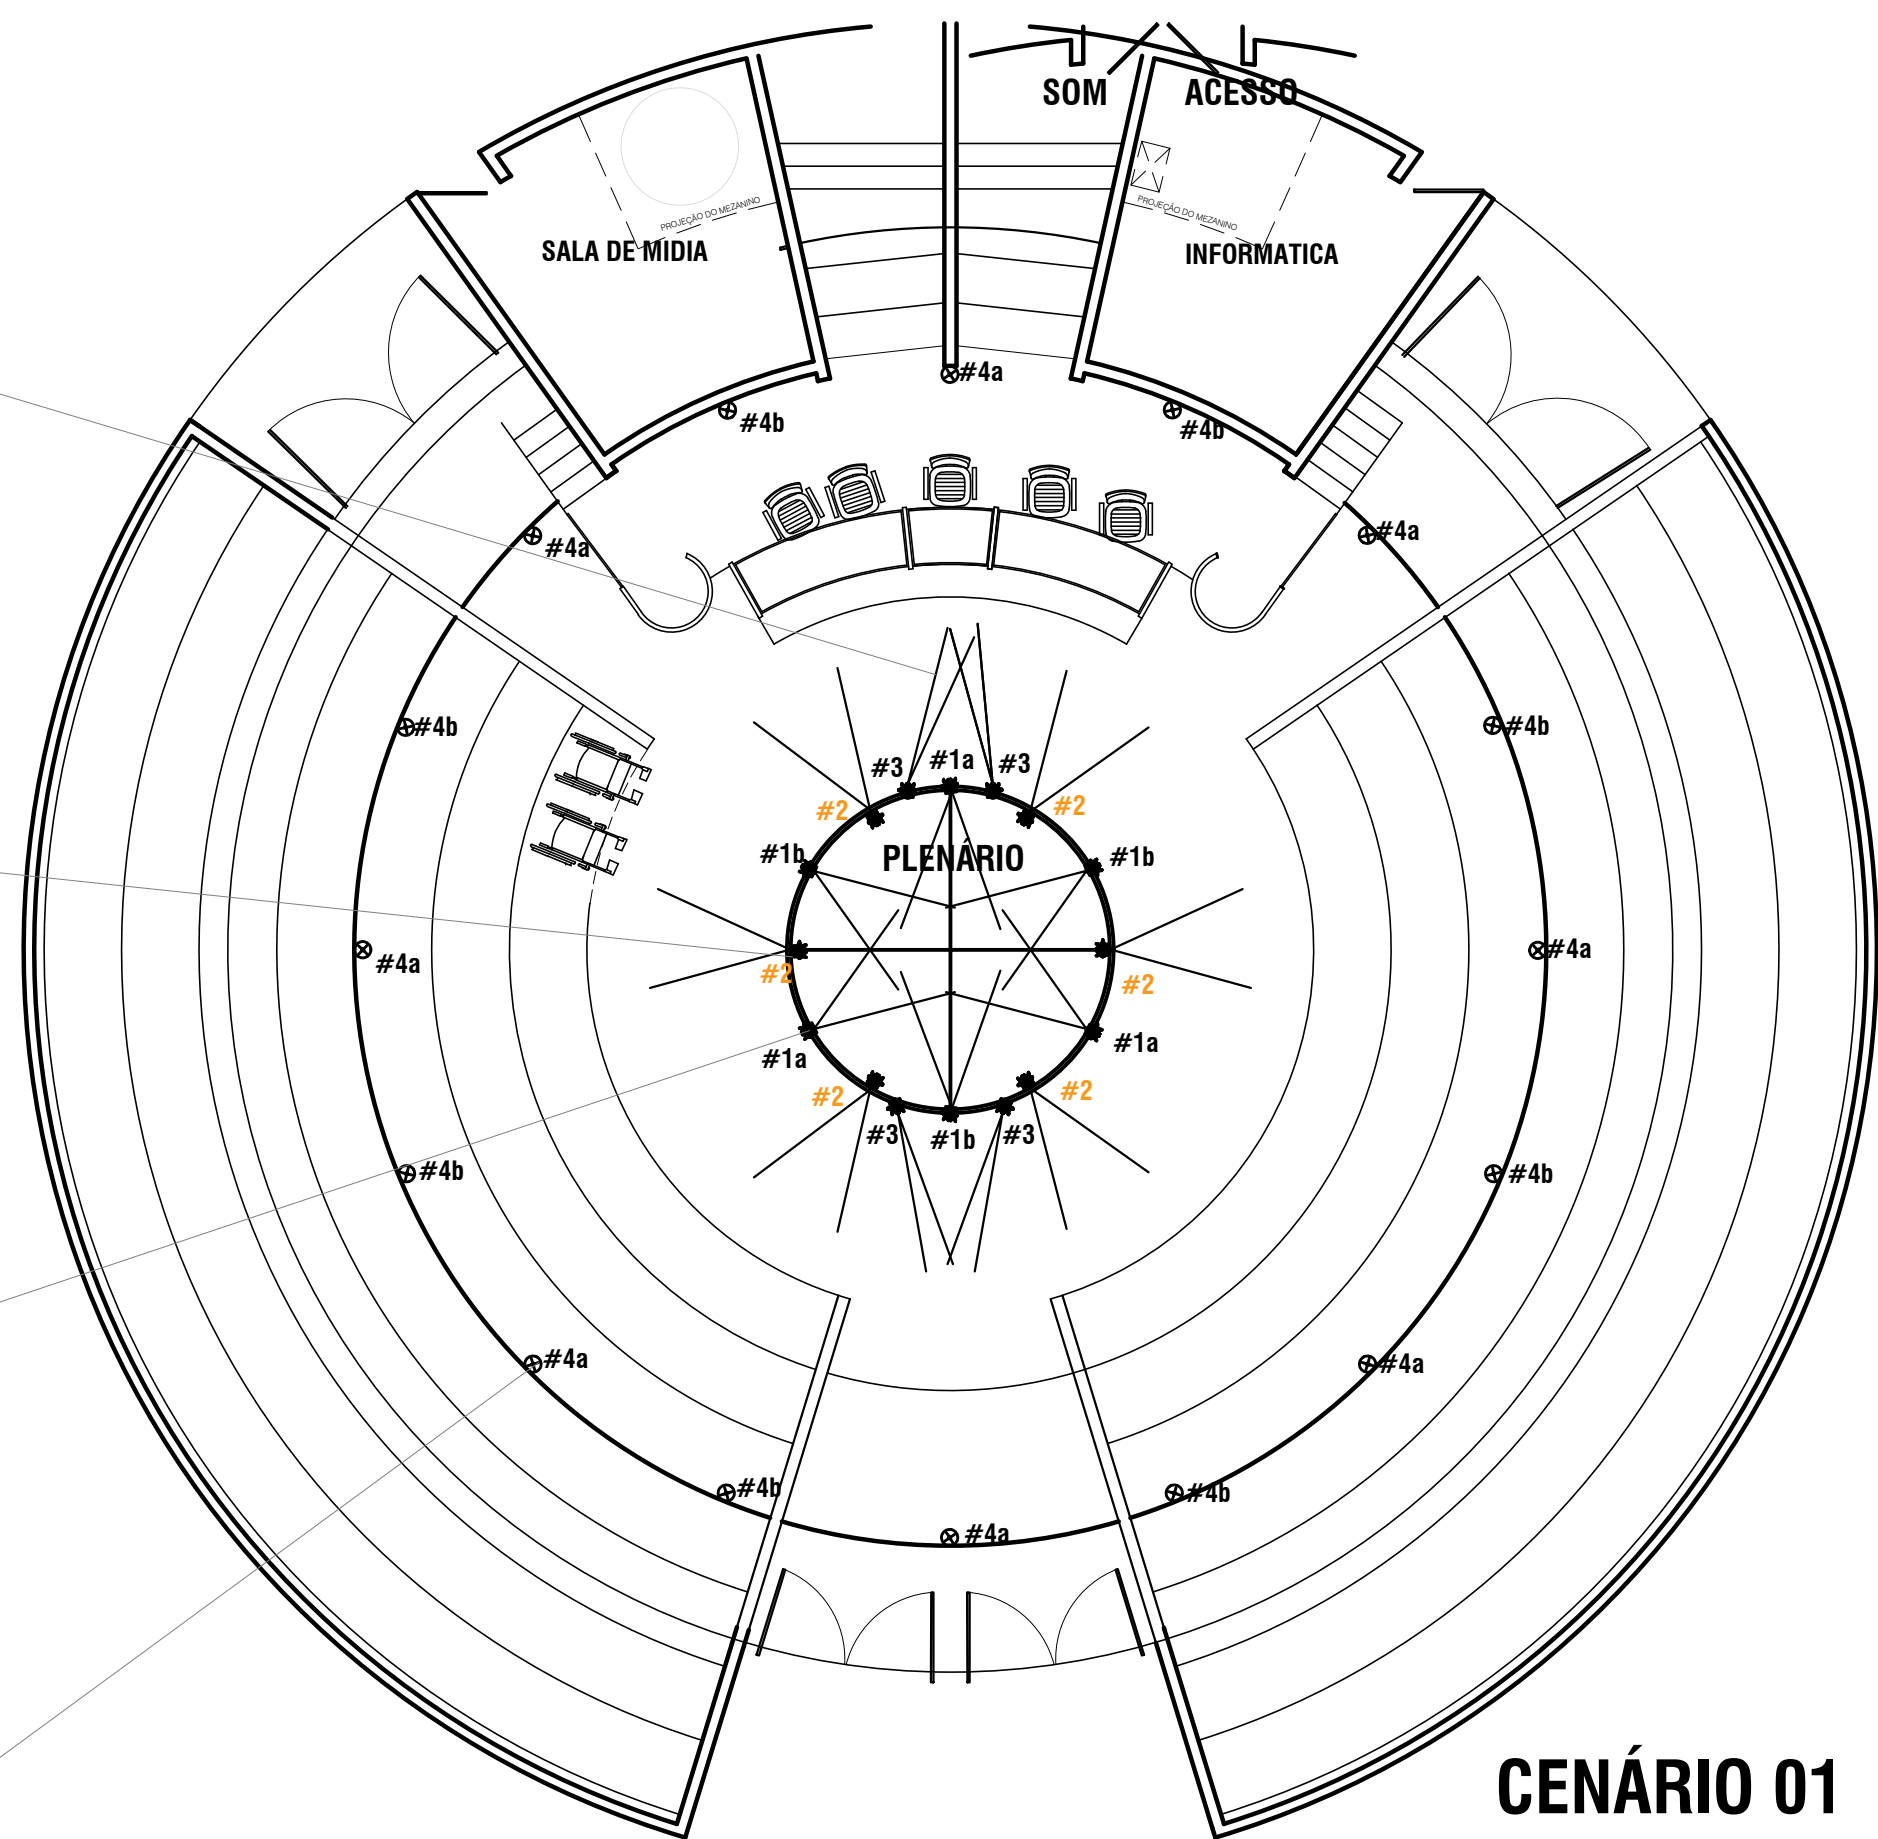 SOM ACESSO
PROJEÇÃO DO MEZANINO
PROJEÇÃO DO MEZANINO
SALA DE MIDIA
INFORMATICA
#4a
#4b
#4b
#4a
#4a
#4b
#4b
#3
#1a
#3
#2
#2
#1b
PLENÁRIO
#1b
#4a
#2
#2
#4a
#1a
#1a
#2
#2
#3
#1b
#3
#4b
#4b
#4a
#4a
#4b
#4b
#4a
CENÁRIO 01